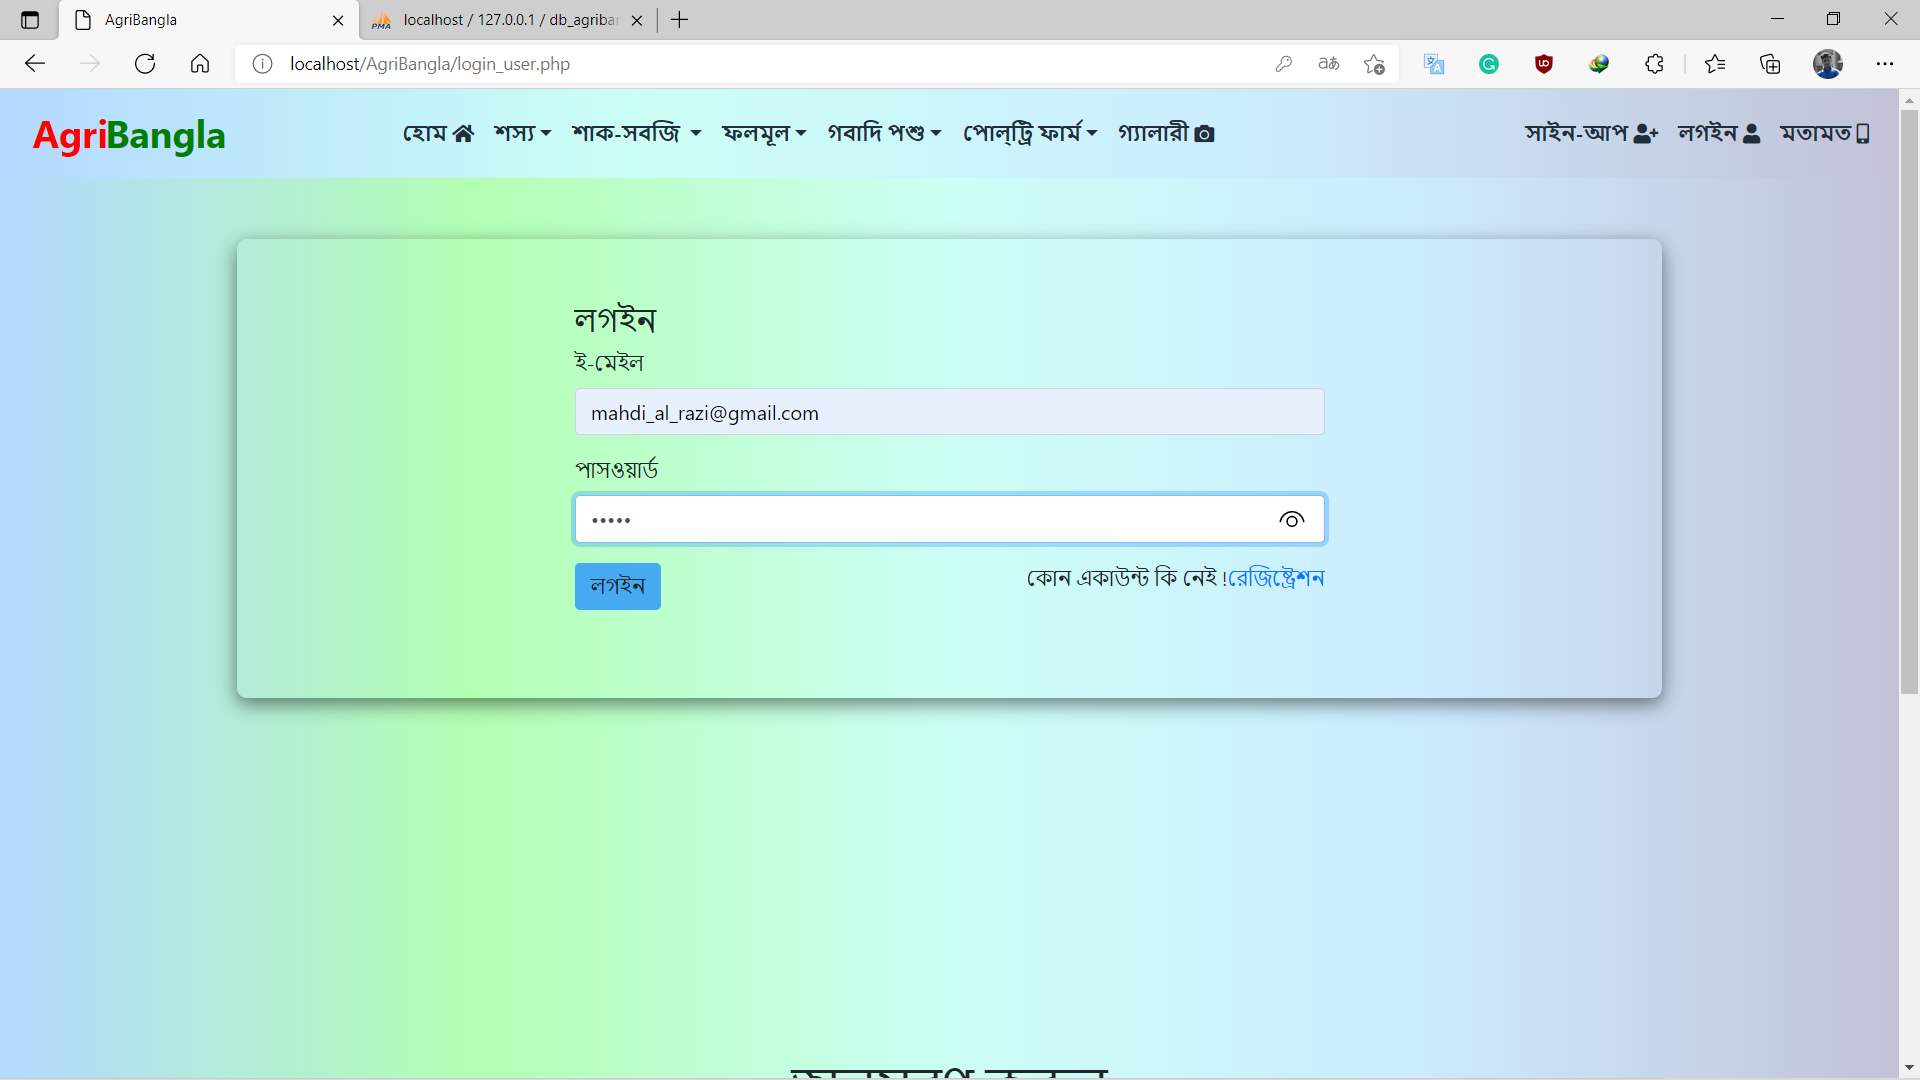 AgriBangla
localhost / 127.0.0.1 / db_agriba
localhost/AgriBangla/login_user.php
AgriBangla
হোম
শস্য
শাক-সবজি
ফলমূল
গবাদি পশু
পোল্ট্রি ফার্ম
গ্যালারী
সাইন-আপ
লগইন
মতামত
লগইন
ই-মেইল
mahdi_al_razi@gmail.com
পাসওয়ার্ড
•••••
লগইন
কোন একাউন্ট কি নেই !রেজিষ্ট্রেশন